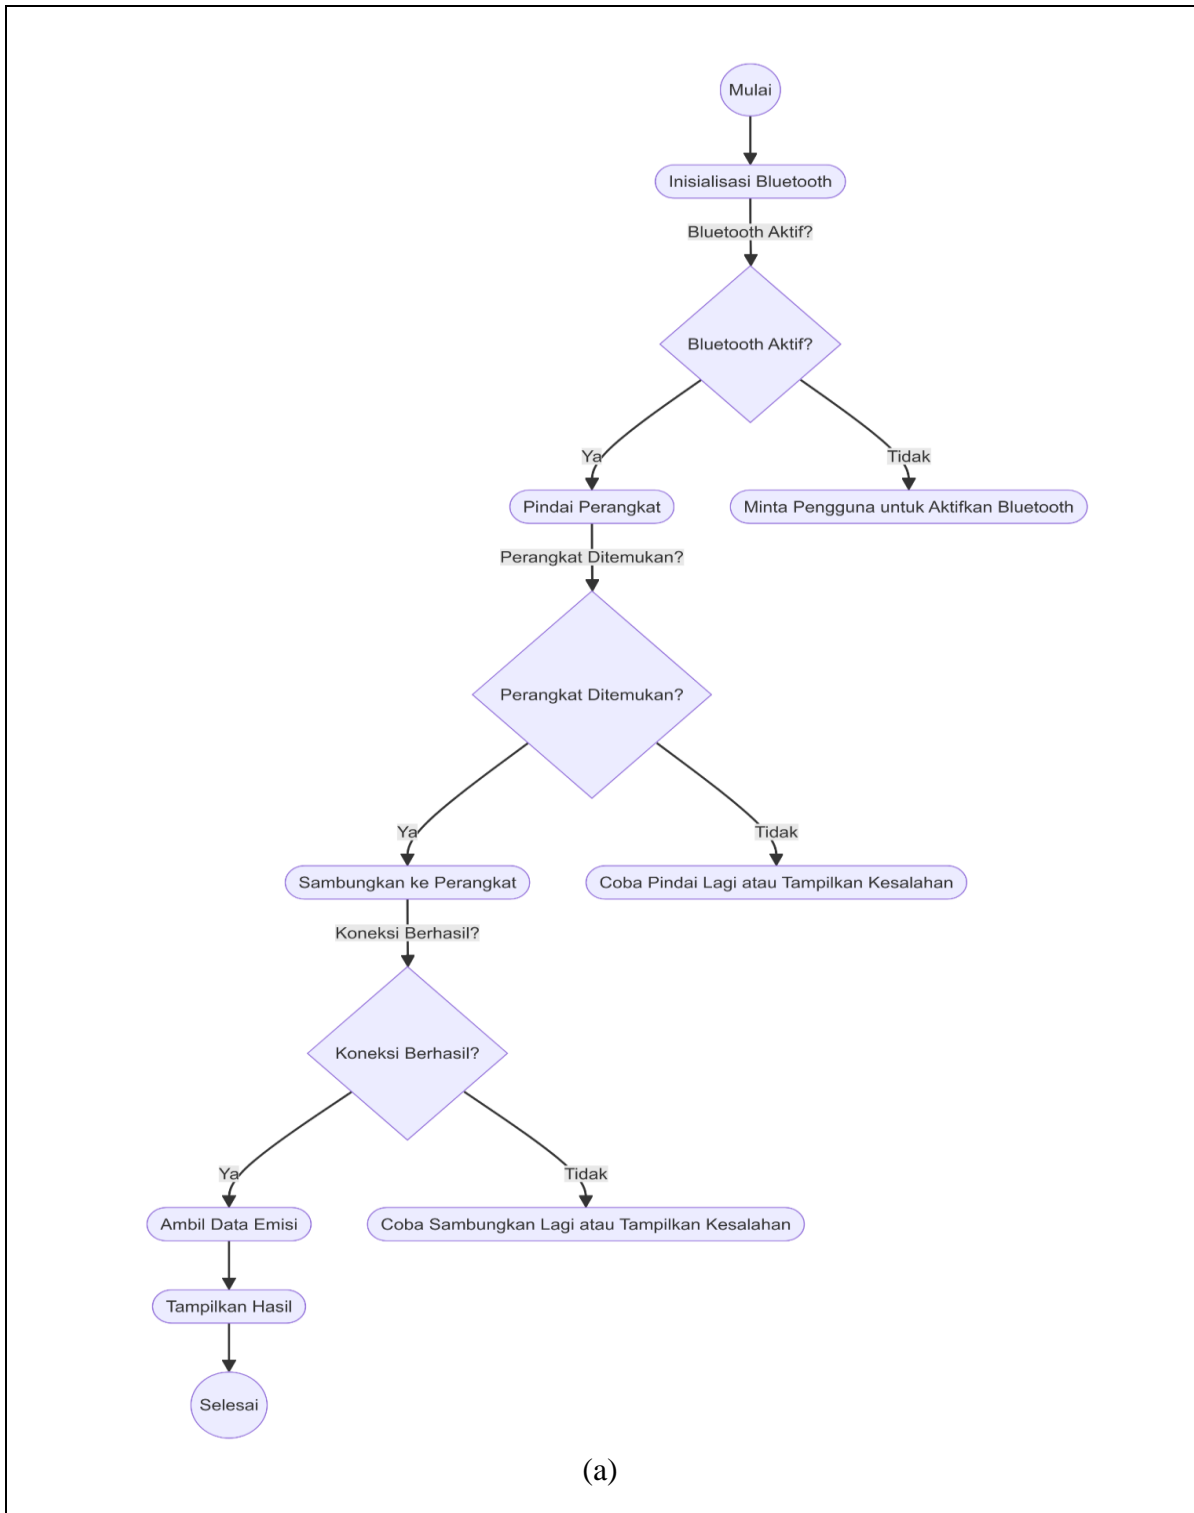 Mulai
Inisialisasi Bluetooth
Bluetooth Aktif?
Bluetooth Aktif?
Ya
Tidak
Pindai Perangkat
Minta Pengguna untuk Aktifkan Bluetooth
Perangkat Ditemukan?
Perangkat Ditemukan?
Ya
Tidak
Sambungkan ke Perangkat
Coba Pindai Lagi atau Tampilkan Kesalahan
Koneksi Berhasil?
Koneksi Berhasil?
Ya
Tidak
Ambil Data Emisi
Coba Sambungkan Lagi atau Tampilkan Kesalahan
Tampilkan Hasil
Selesai
(a)